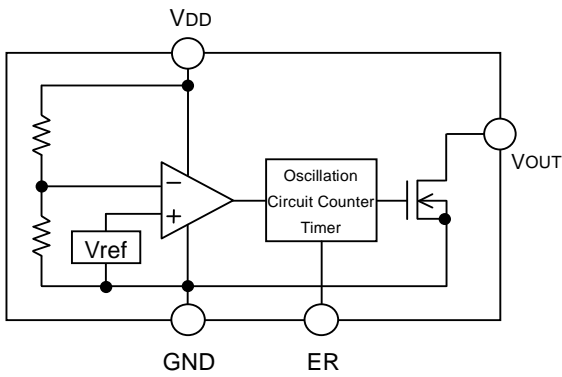 VDD
VOUT
−
+
Vref
Oscillation
Circuit Counter
Timer
GND
ER